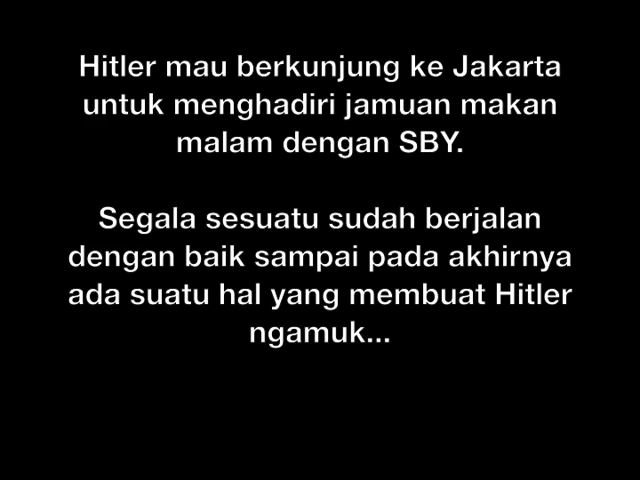 Hitler mau berkunjung ke Jakarta
untuk menghadiri jamuan makan
malam dengan SBY.
Segala sesuatu sudah berjalan
dengan baik sampai pada akhirnya
ada suatu hal yang membuat Hitler
ngamuk...